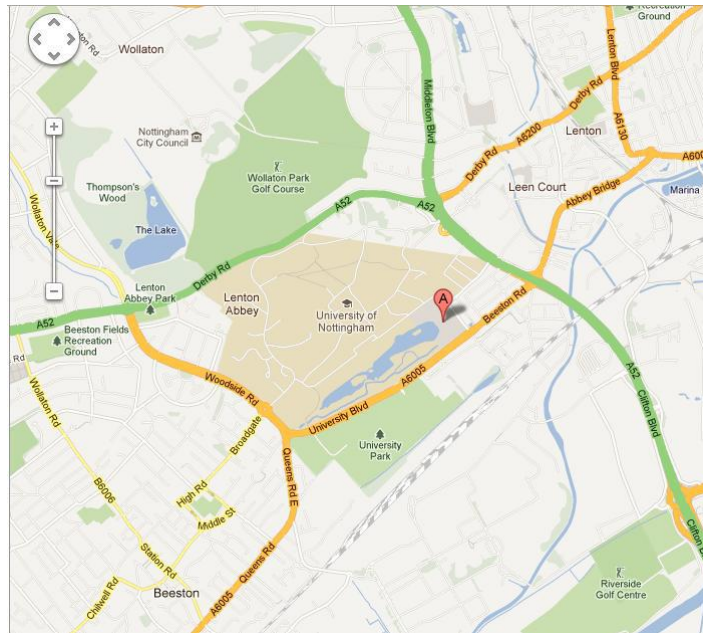 Recreation
Ground
Wollaton
Middleton Blvd
Lenton Blvd
Derby Rd
Nottingham
City Council
Derby Rd
A6200
Lenton
A6130
Wollaton Park
Golf Course
Leen Court
Abbey Bridge
Thompson's
Wood
Marina
A52
A52
Wollaton Vale
The Lake
Derby Rd
Lenton
Abbey Park
Lenton
Abbey
University of
Nottingham
A
Beeston Rd
A52
Beeston Fields
Recreation
Ground
Rd
A6005
A52
Woodside Rd
Wollaton Rd
University Blvd
Clifton Blvd
Broadgate
University
Park
Queens Rd E
B6006
High Rd
Middle St
Station Rd
Queens Rd
Chilwell Rd
Beeston
A6005
Riverside
Golf Centre